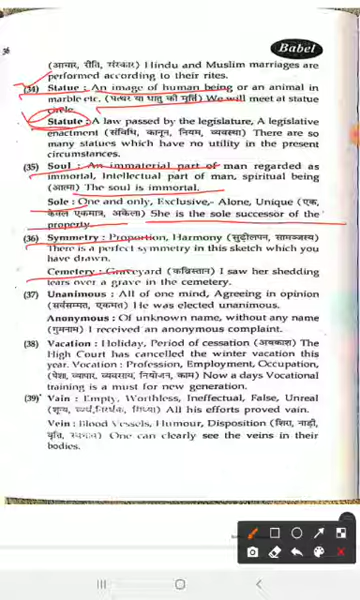 36
Babel
(आचार, रीति, संस्कार) Hindu and Muslim marriages are
performed according to their rites.
(34) Statue : An image of human being or an animal in
marble etc. (पत्थर या धातु की मूर्ति) We will meet at statue
circle.
Statute : A law passed by the legislature, A legislative
enactment (संविधि, कानून, नियम, व्यवस्था) There are so
many statues which have no utility in the present
circumstances.
(35) Soul : An immaterial part of man regarded as
immortal, Intellectual part of man, spiritual being
(आत्मा) The soul is immortal.
Sole : One and only, Exclusive,- Alone, Unique (एक,
केवल एकमात्र, अकेला) She is the sole successor of the
property.
(36) Symmetry : Proportion, Harmony (सुडौलपन, सामञ्जस्य)
There is a perfect symmetry in this sketch which you
have drawn.
Cemetery : Graveyard (कब्रिस्तान) I saw her shedding
tears over a grave in the cemetery.
(37) Unanimous : All of one mind, Agreeing in opinion
(सर्वसम्मत, एकमत) He was elected unanimous.
Anonymous : Of unknown name, without any name
(गुमनाम) I received an anonymous complaint.
(38) Vacation : Holiday, Period of cessation (अवकाश) The
High Court has cancelled the winter vacation this
year. Vocation : Profession, Employment, Occupation,
(पेशा, व्यापार, व्यवसाय, नियोजन, काम) Now a days Vocational
training is a must for new generation.
(39) Vain : Empty, Worthless, Ineffectual, False, Unreal
(शून्य, व्यर्थ, निरर्थक, मिथ्या) All his efforts proved vain.
Vein : Blood Vessels, Humour, Disposition (शिरा, नाड़ी,
वृत्ति, स्वभाव) One can clearly see the veins in their
bodies.